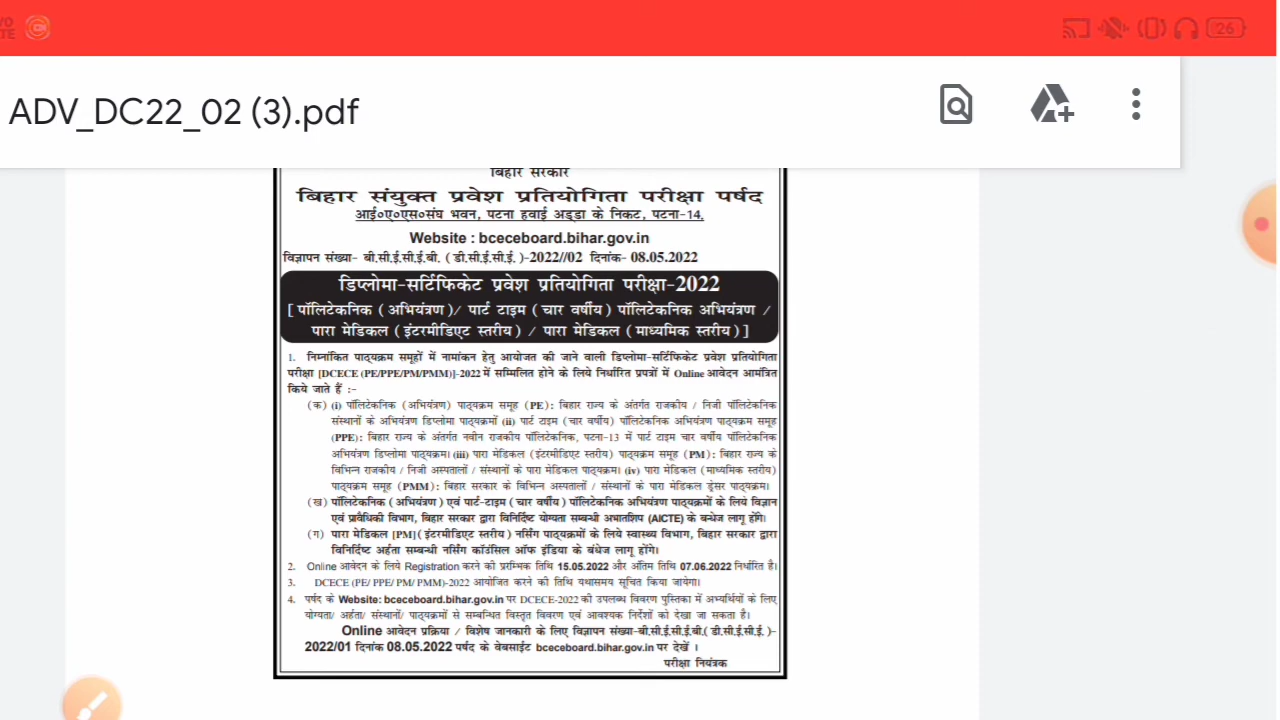 26
ADV_DC22_02 (3).pdf
बिहार सरकार
बिहार संयुक्त प्रवेश प्रतियोगिता परीक्षा पर्षद
आई०ए०एस०संघ भवन, पटना हवाई अड्डा के निकट, पटना-14.
Website : bceceboard.bihar.gov.in
विज्ञापन संख्या- बी.सी.ई.सी.ई.बी. ( डी.सी.ई.सी.ई. )-2022//02 दिनांक- 08.05.2022
डिप्लोमा-सर्टिफिकेट प्रवेश प्रतियोगिता परीक्षा-2022
[ पॉलिटेकनिक ( अभियंत्रण )/ पार्ट टाइम ( चार वर्षीय ) पॉलिटेकनिक अभियंत्रण /
पारा मेडिकल ( इंटरमीडिएट स्तरीय ) / पारा मेडिकल ( माध्यमिक स्तरीय ) ]
1. निम्नांकित पाठ्यक्रम समूहों में नामांकन हेतु आयोजत की जाने वाली डिप्लोमा-सर्टिफिकेट प्रवेश प्रतियोगिता
परीक्षा [DCECE (PE/PPE/PM/PMM)]-2022 में सम्मिलित होने के लिये निर्धारित प्रपत्रों में Online आवेदन आमंत्रित
किये जाते हैं :-
(क) (i) पॉलिटेकनिक (अभियंत्रण) पाठ्यक्रम समूह (PE): बिहार राज्य के अंतर्गत राजकीय / निजी पॉलिटेकनिक
संस्थानों के अभियंत्रण डिप्लोमा पाठ्यक्रमों (ii) पार्ट टाइम (चार वर्षीय) पॉलिटेकनिक अभियंत्रण पाठ्यक्रम समूह
(PPE): बिहार राज्य के अंतर्गत नवीन राजकीय पॉलिटेकनिक, पटना-13 में पार्ट टाइम चार वर्षीय पॉलिटेकनिक
अभियंत्रण डिप्लोमा पाठ्यक्रम। (iii) पारा मेडिकल (इंटरमीडिएट स्तरीय) पाठ्यक्रम समूह (PM): बिहार राज्य के
विभिन्न राजकीय / निजी अस्पतालों / संस्थानों के पारा मेडिकल पाठ्यक्रम। (iv) पारा मेडिकल (माध्यमिक स्तरीय)
पाठ्यक्रम समूह (PMM): बिहार सरकार के विभिन्न अस्पतालों / संस्थानों के पारा मेडिकल ड्रेसर पाठ्यक्रम।
(ख) पॉलिटेकनिक ( अभियंत्रण ) एवं पार्ट-टाइम ( चार वर्षीय ) पॉलिटेकनिक अभियंत्रण पाठ्यक्रमों के लिये विज्ञान
एवं प्रावैधिकी विभाग, बिहार सरकार द्वारा विनिर्दिष्ट योग्यता सम्बन्धी अभातशिप (AICTE) के बन्धेज लागू होंगे।
(ग) पारा मेडिकल [PM] ( इंटरमीडिएट स्तरीय ) नर्सिंग पाठ्यक्रमों के लिये स्वास्थ्य विभाग, बिहार सरकार द्वारा
विनिर्दिष्ट अर्हता सम्बन्धी नर्सिंग कॉउंसिल ऑफ इंडिया के बंधेज लागू होंगे।
2. Online आवेदन के लिये Registration करने की प्रारम्भिक तिथि 15.05.2022 और अंतिम तिथि 07.06.2022 निर्धारित है।
3. DCECE (PE/ PPE/ PM/ PMM)-2022 आयोजित करने की तिथि यथासमय सूचित किया जायेगा।
4. पर्षद के Website: bceceboard.bihar.gov.in पर DCECE-2022 की उपलब्ध विवरण पुस्तिका में अभ्यर्थियों के लिए
योग्यता/ अर्हता/ संस्थानों/ पाठ्यक्रमों से सम्बन्धित विस्तृत विवरण एवं आवश्यक निर्देशों को देखा जा सकता है।
Online आवेदन प्रक्रिया / विशेष जानकारी के लिए विज्ञापन संख्या-बी.सी.ई.सी.ई.बी.( डी.सी.ई.सी.ई. )-
2022/01 दिनांक 08.05.2022 पर्षद के वेबसाईट bceceboard.bihar.gov.in पर देखें ।
परीक्षा नियंत्रक